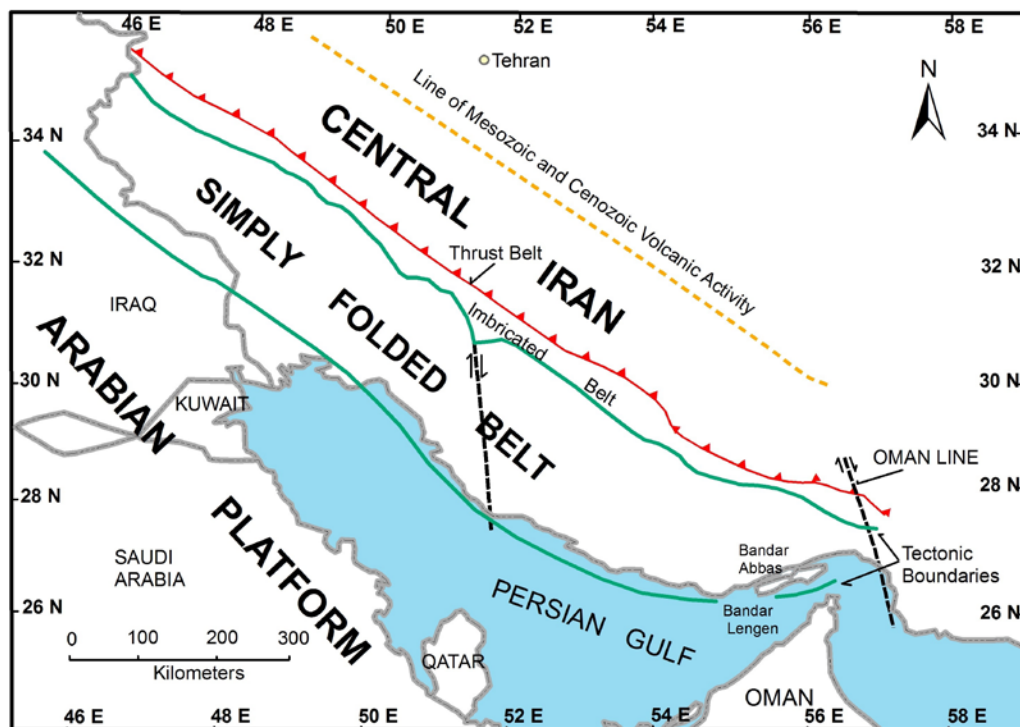 46 E 48 E 50 E 52 E 54 E 56 E 58 E
Tehran
N
34 N
34 N
Line of Mesozoic and Cenozoic Volcanic Activity
CENTRAL
IRAN
SIMPLY
FOLDED
BELT
Thrust Belt
Imbricated
Belt
32 N
32 N
IRAQ
ARABIAN
PLATFORM
30 N
30 N
KUWAIT
OMAN LINE
28 N
28 N
SAUDI
ARABIA
Bandar
Abbas
Tectonic
Boundaries
PERSIAN GULF
Bandar
Lengen
26 N
26 N
0 100 200 300
Kilometers
QATAR
OMAN
46 E 48 E 50 E 52 E 54 E 56 E 58 E